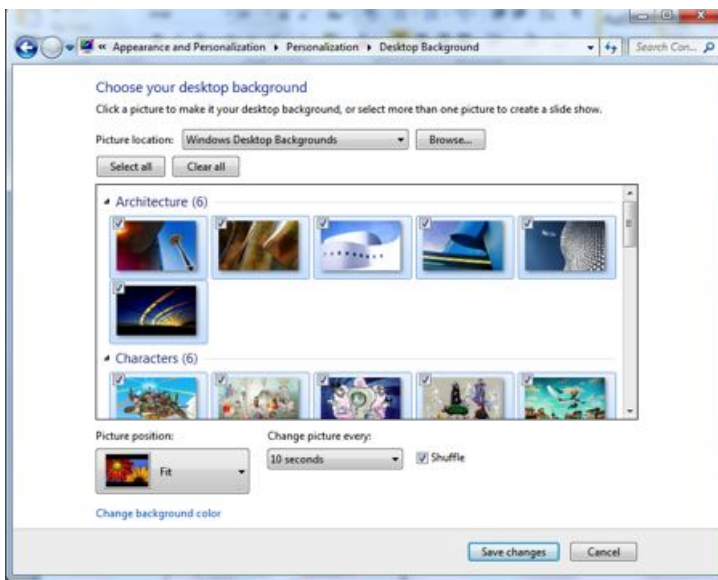 « Appearance and Personalization ▸ Personalization ▸ Desktop Background
Search Con...
Choose your desktop background
Click a picture to make it your desktop background, or select more than one picture to create a slide show.
Picture location: Windows Desktop Backgrounds Browse...
Select all Clear all
Architecture (6)
Characters (6)
Picture position: Change picture every:
Fit 10 seconds Shuffle
Change background color
Save changes Cancel